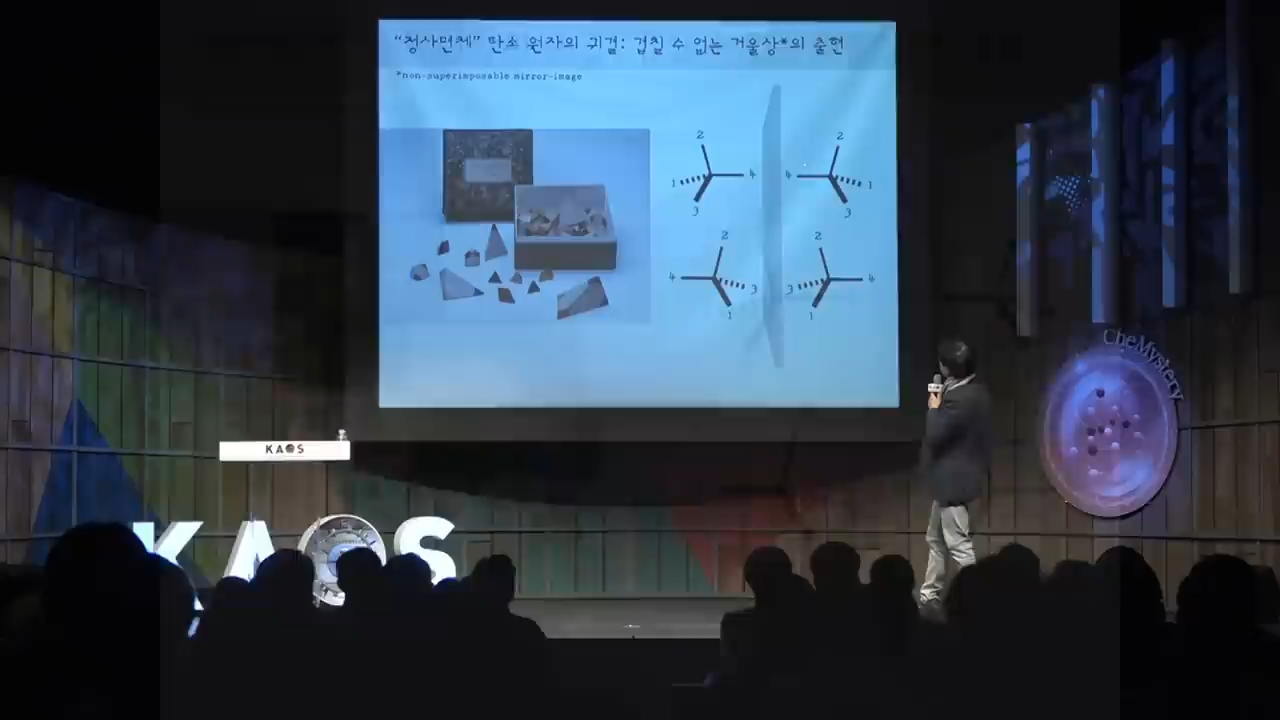 "정사면체" 탄소 원자의 귀결: 겹칠 수 없는 거울상*의 출현
*non-superimposable mirror-image
2 2
1 4 4 1
3 3
2 2
4 3 3 4
1 1
CheMystery
KAOS
KAOS